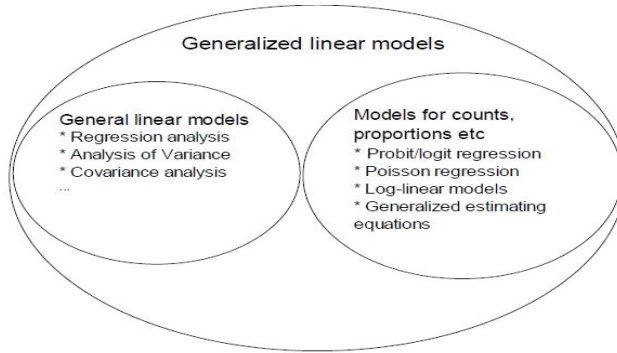 Generalized linear models
General linear models
* Regression analysis
* Analysis of Variance
* Covariance analysis
...
Models for counts,
proportions etc
* Probit/logit regression
* Poisson regression
* Log-linear models
* Generalized estimating
equations